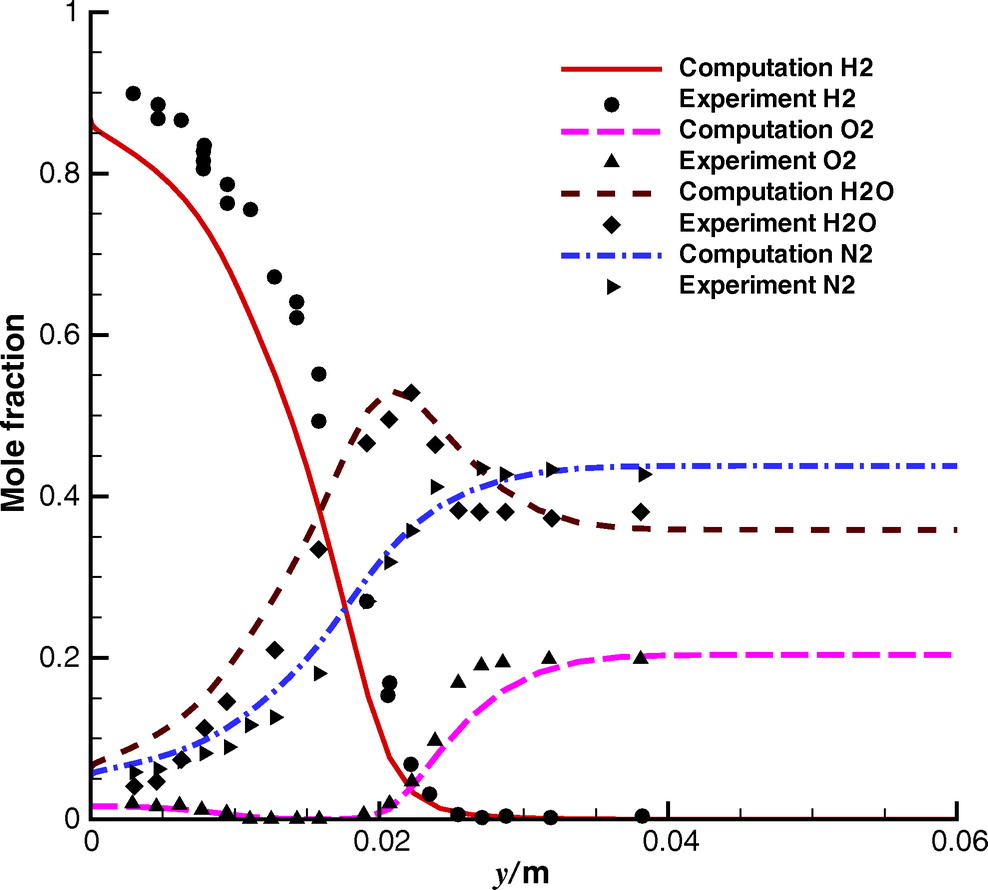 1
0.8
0.6
0.4
0.2
0
Mole fraction
Computation H2
Experiment H2
Computation O2
Experiment O2
Computation H2O
Experiment H2O
Computation N2
Experiment N2
0 0.02 0.04 0.06
y/m